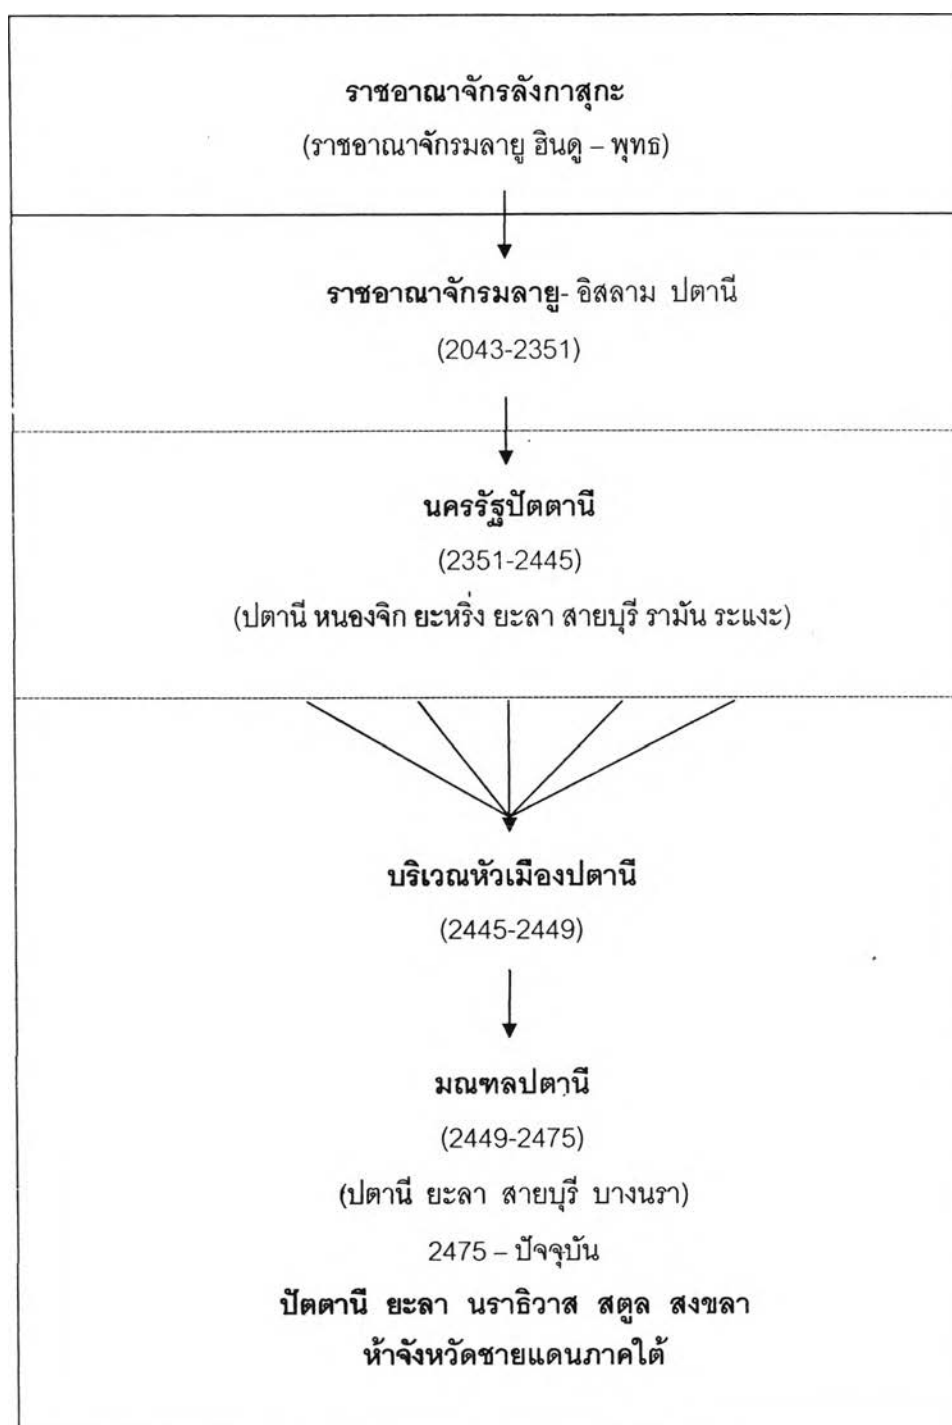 ราชอาณาจักรลังกาสุกะ
(ราชอาณาจักรมลายู ฮินดู – พุทธ)
ราชอาณาจักรมลายู- อิสลาม ปตานี
(2043-2351)
นครรัฐปัตตานี
(2351-2445)
(ปตานี หนองจิก ยะหริ่ง ยะลา สายบุรี รามัน ระแงะ)
บริเวณหัวเมืองปตานี
(2445-2449)
มณฑลปตานี
(2449-2475)
(ปตานี ยะลา สายบุรี บางนรา)
2475 – ปัจจุบัน
ปัตตานี ยะลา นราธิวาส สตูล สงขลา
ห้าจังหวัดชายแดนภาคใต้